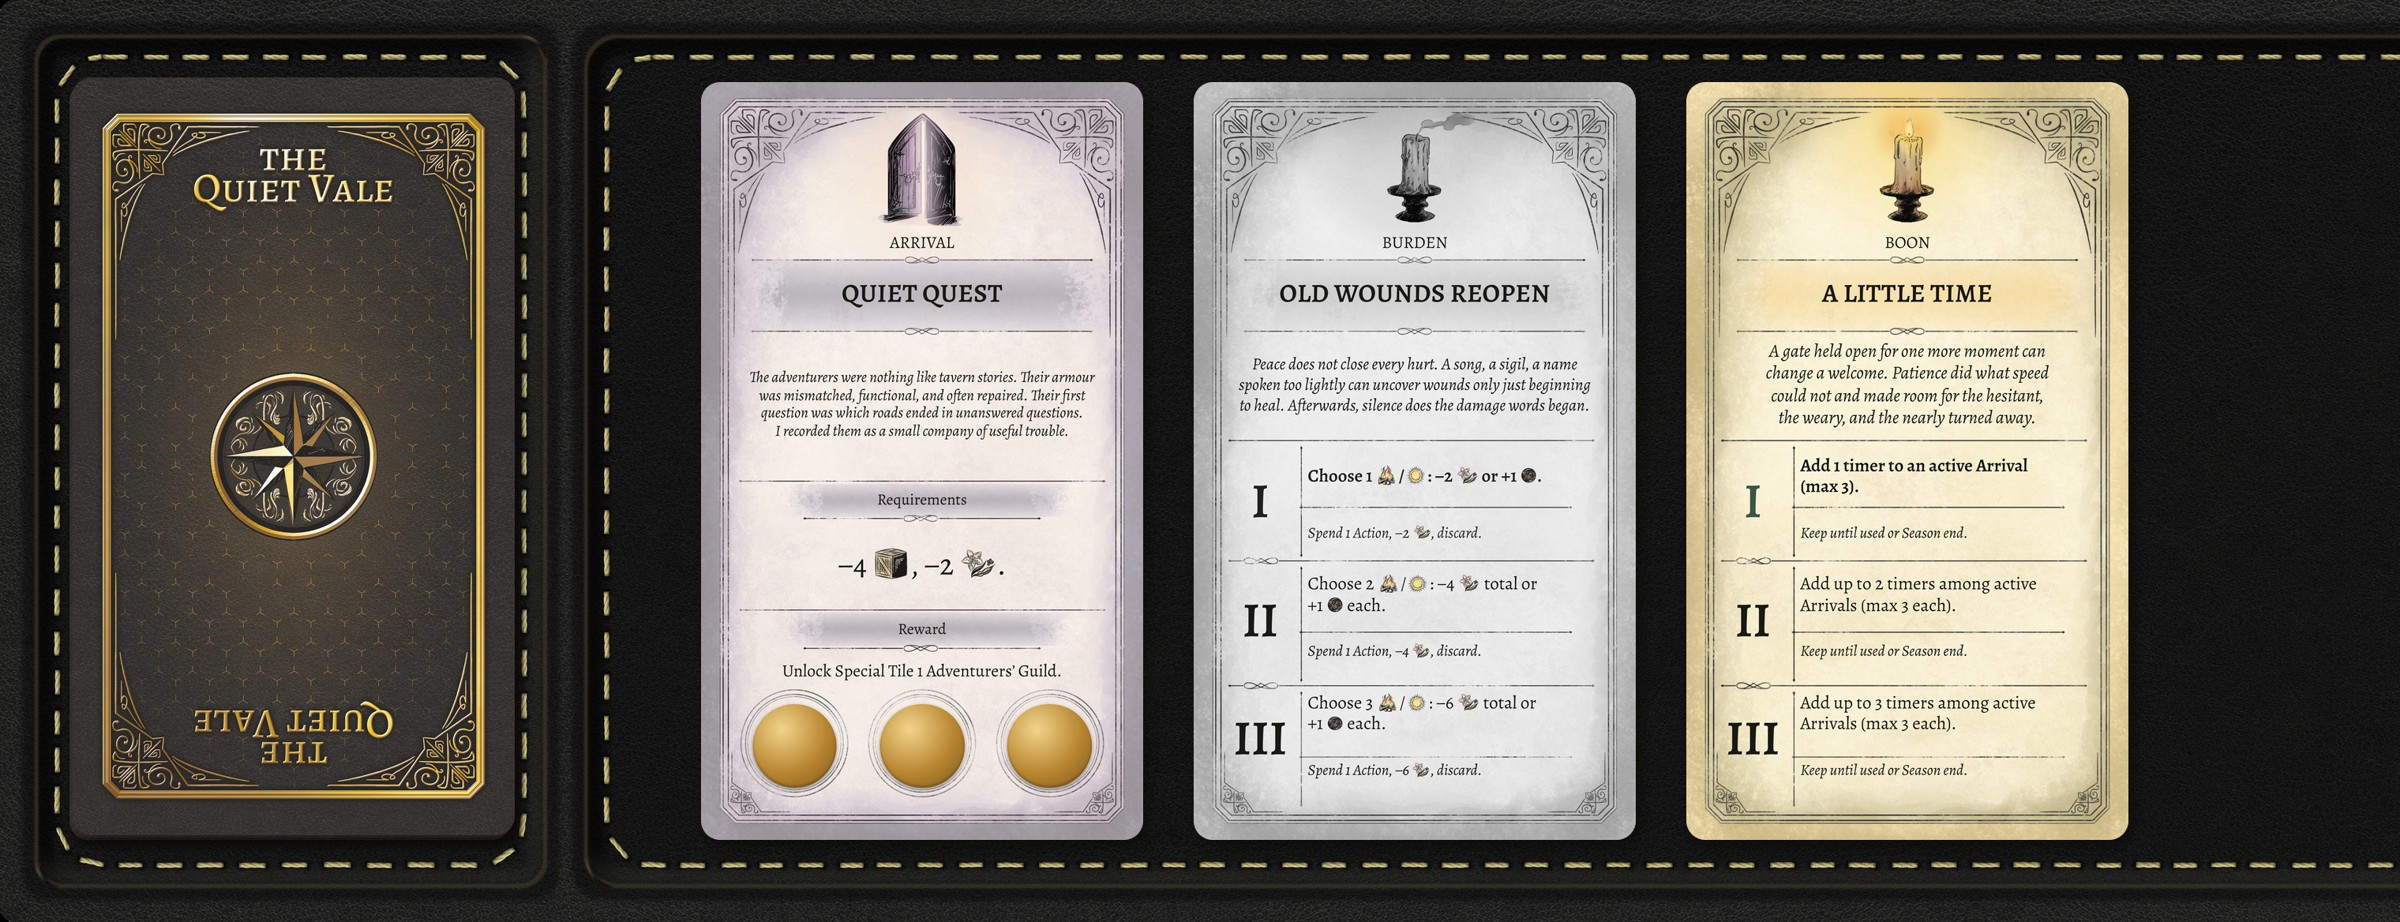 THE
QUIET VALE
THE
QUIET VALE
ARRIVAL
QUIET QUEST
The adventurers were nothing like tavern stories. Their armour
was mismatched, functional, and often repaired. Their first
question was which roads ended in unanswered questions.
I recorded them as a small company of useful trouble.
Requirements
−4 , −2 .
Reward
Unlock Special Tile 1 Adventurers’ Guild.
BURDEN
OLD WOUNDS REOPEN
Peace does not close every hurt. A song, a sigil, a name
spoken too lightly can uncover wounds only just beginning
to heal. Afterwards, silence does the damage words began.
I
Choose 1 / : −2 or +1 .
Spend 1 Action, −2 , discard.
II
Choose 2 / : −4 total or
+1 each.
Spend 1 Action, −4 , discard.
III
Choose 3 / : −6 total or
+1 each.
Spend 1 Action, −6 , discard.
BOON
A LITTLE TIME
A gate held open for one more moment can
change a welcome. Patience did what speed
could not and made room for the hesitant,
the weary, and the nearly turned away.
I
Add 1 timer to an active Arrival
(max 3).
Keep until used or Season end.
II
Add up to 2 timers among active
Arrivals (max 3 each).
Keep until used or Season end.
III
Add up to 3 timers among active
Arrivals (max 3 each).
Keep until used or Season end.